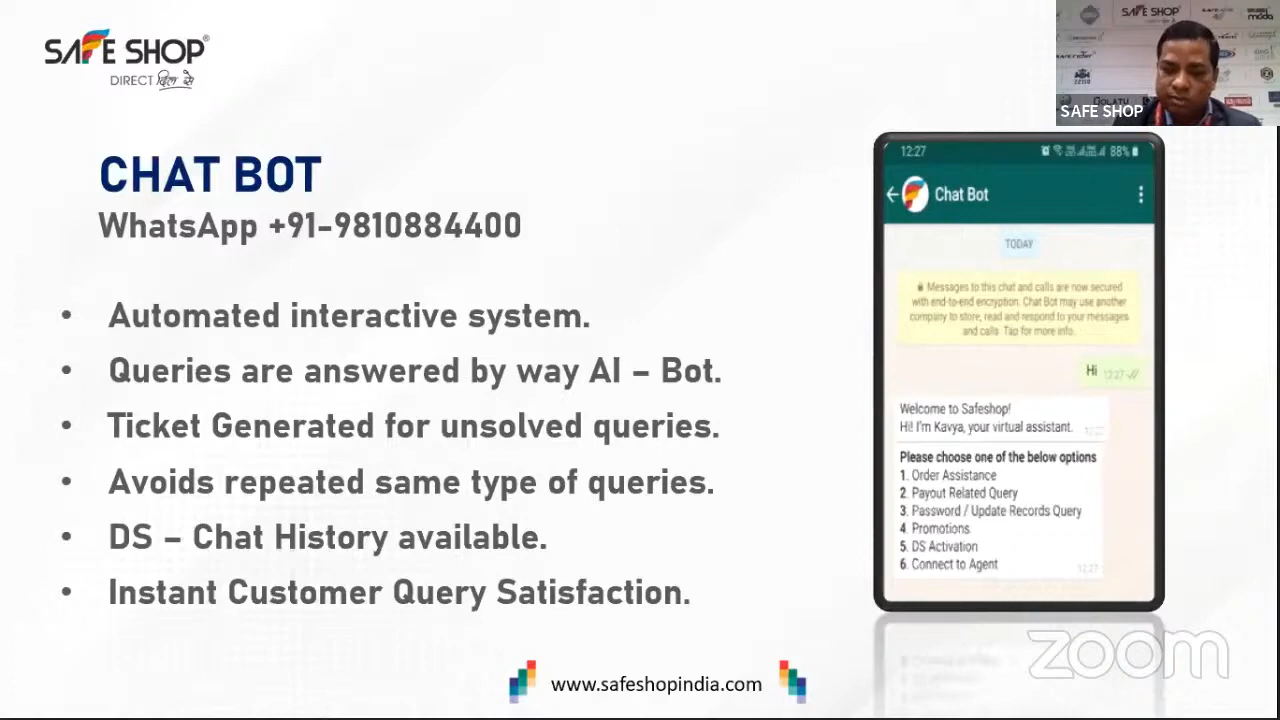 SAFE SHOP®
DIRECT दिल से
SAFE SHOP
CHAT BOT
WhatsApp +91-9810884400
• Automated interactive system.
• Queries are answered by way AI – Bot.
• Ticket Generated for unsolved queries.
• Avoids repeated same type of queries.
• DS – Chat History available.
• Instant Customer Query Satisfaction.
12:27
88%
Chat Bot
TODAY
Messages to this chat and calls are now secured
with end-to-end encryption. Chat Bot may use another
company to store, read and respond to your messages
and calls. Tap for more info.
Hi 12:27
Welcome to Safeshop!
Hi! I'm Kavya, your virtual assistant.
Please choose one of the below options
1. Order Assistance
2. Payout Related Query
3. Password / Update Records Query
4. Promotions
5. DS Activation
6. Connect to Agent
12:27
www.safeshopindia.com
zoom